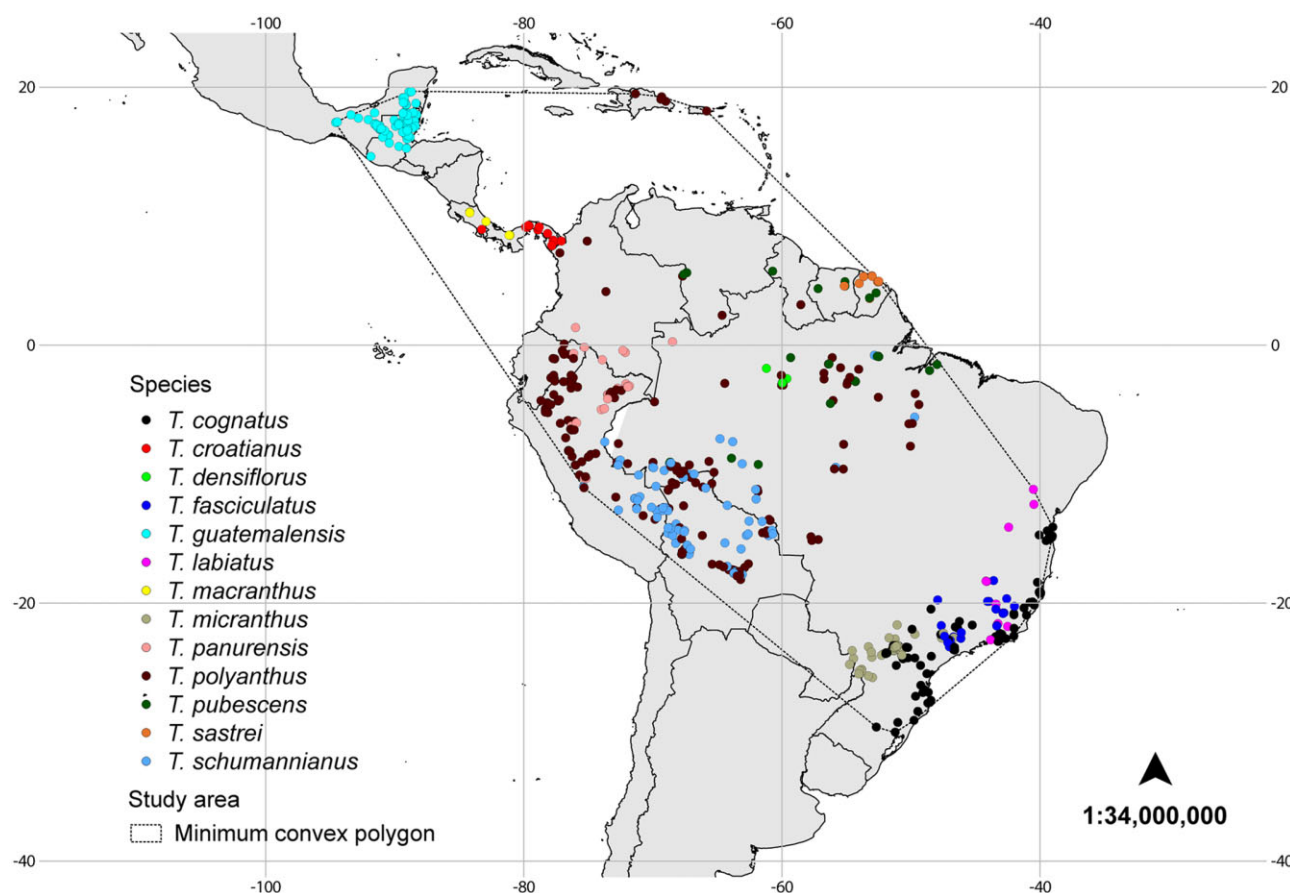 -100
-80
-60
-40
20
20
0
0
-20
-20
-40
-40
-100
-80
-60
-40
Species
T. cognatus
T. croatianus
T. densiflorus
T. fasciculatus
T. guatemalensis
T. labiatus
T. macranthus
T. micranthus
T. panurensis
T. polyanthus
T. pubescens
T. sastrei
T. schumannianus
Study area
Minimum convex polygon
1:34,000,000